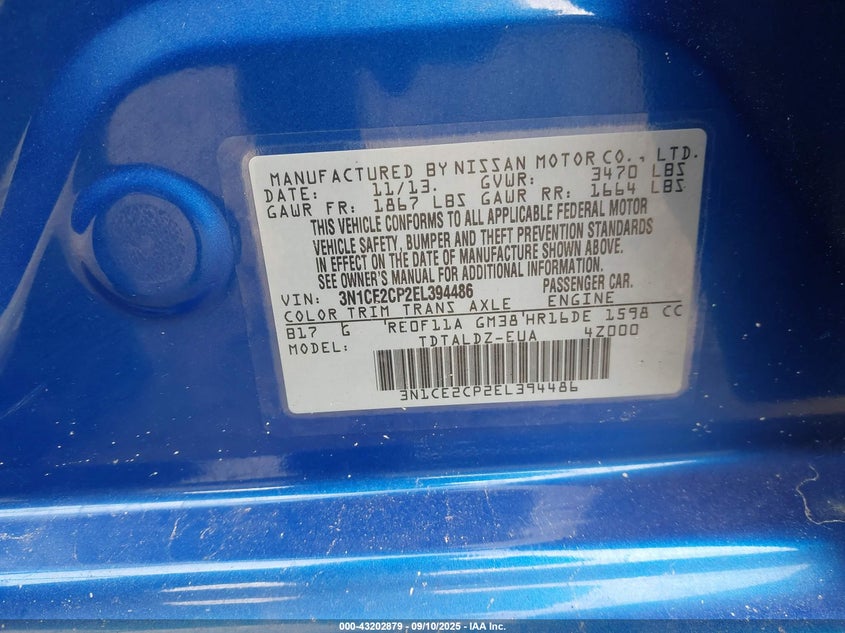 MANUFACTURED BY NISSAN MOTOR CO., LTD.
DATE: 11/13. GVWR: 3470 LBS
GAWR FR: 1867 LBS GAWR RR: 1664 LBS
THIS VEHICLE CONFORMS TO ALL APPLICABLE FEDERAL MOTOR
VEHICLE SAFETY, BUMPER AND THEFT PREVENTION STANDARDS
IN EFFECT ON THE DATE OF MANUFACTURE SHOWN ABOVE.
SEE OWNER'S MANUAL FOR ADDITIONAL INFORMATION.
VIN: 3N1CE2CP2EL394486 PASSENGER CAR.
COLOR TRIM TRANS AXLE ENGINE
B17 G RE0F11A GM38 HR16DE 1598 CC
MODEL: TDTALDZ-EUA 4Z000
3N1CE2CP2EL394486
000-43202879 - 09/10/2025 - IAA Inc.